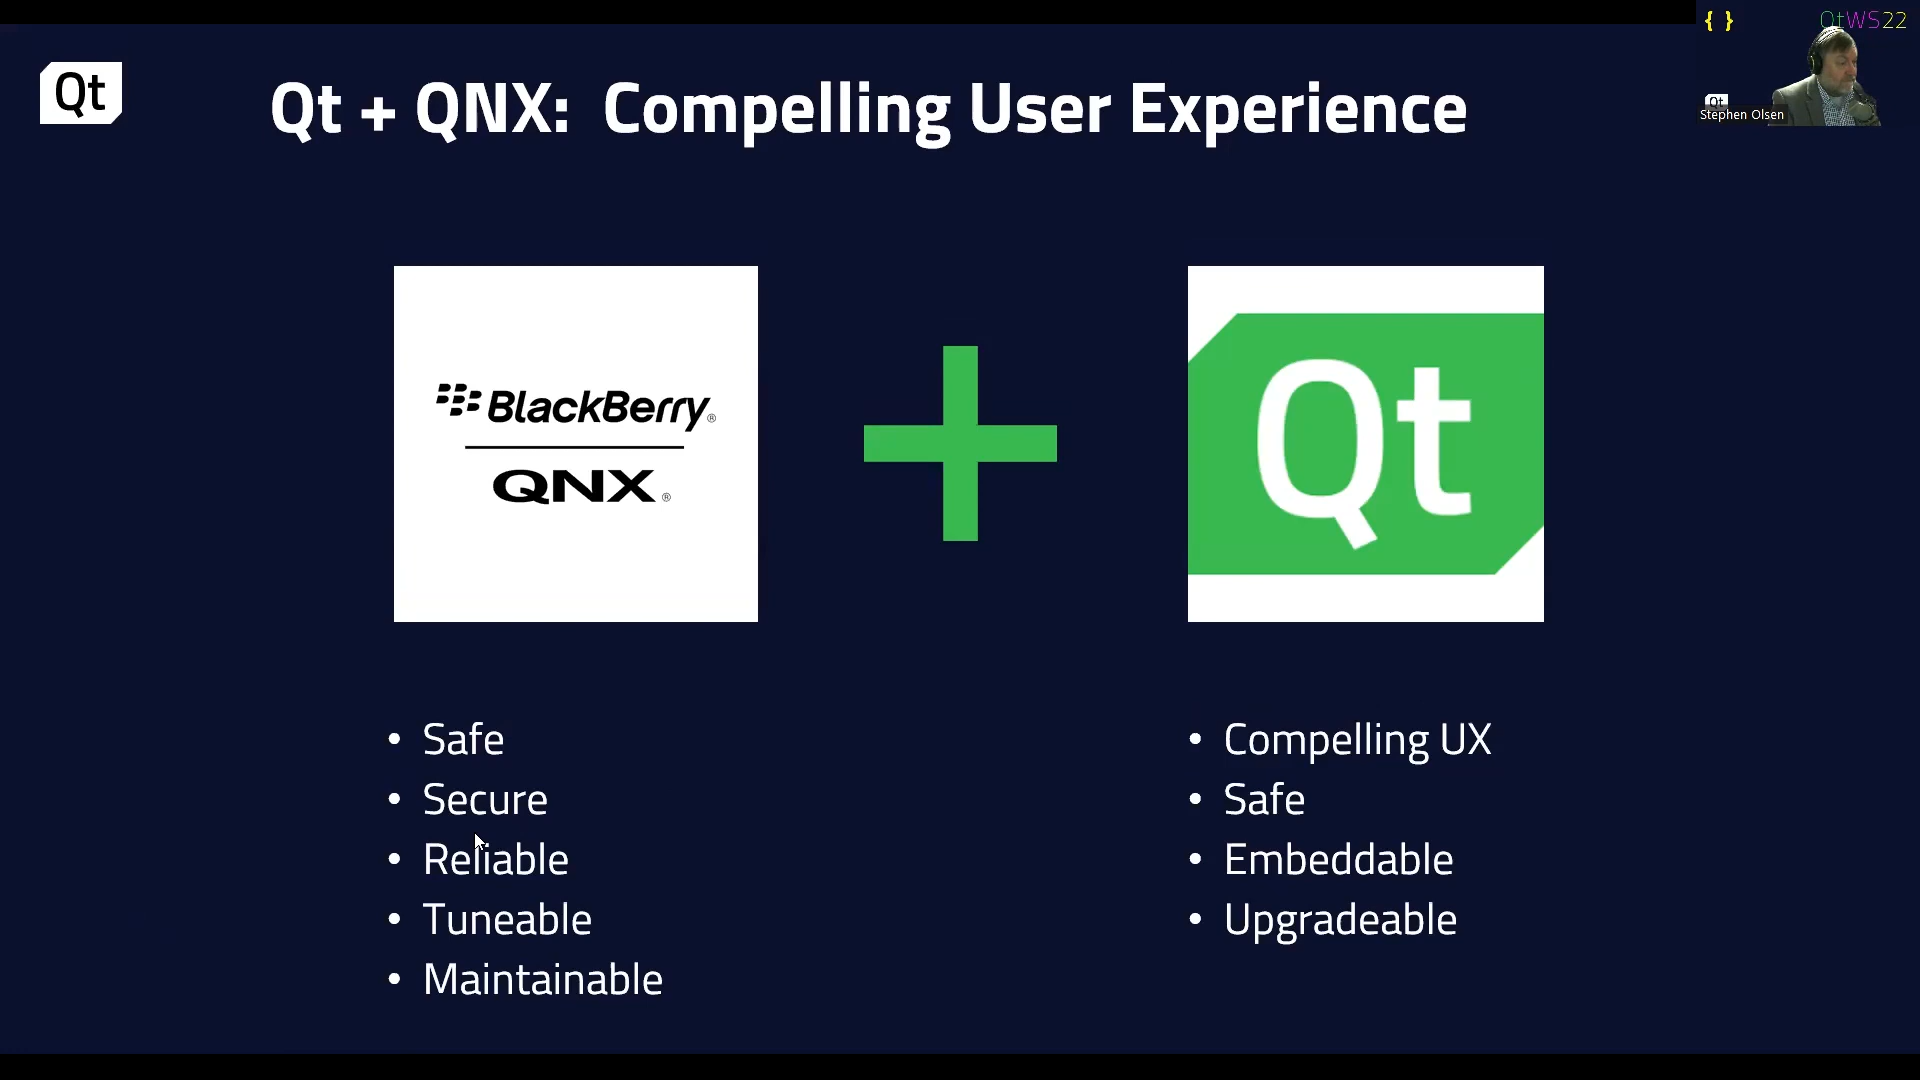 { } QtWS22
Qt
Qt + QNX: Compelling User Experience
Qt
Stephen Olsen
BlackBerry®
QNX®
Qt
• Safe
• Secure
• Reliable
• Tuneable
• Maintainable
• Compelling UX
• Safe
• Embeddable
• Upgradeable